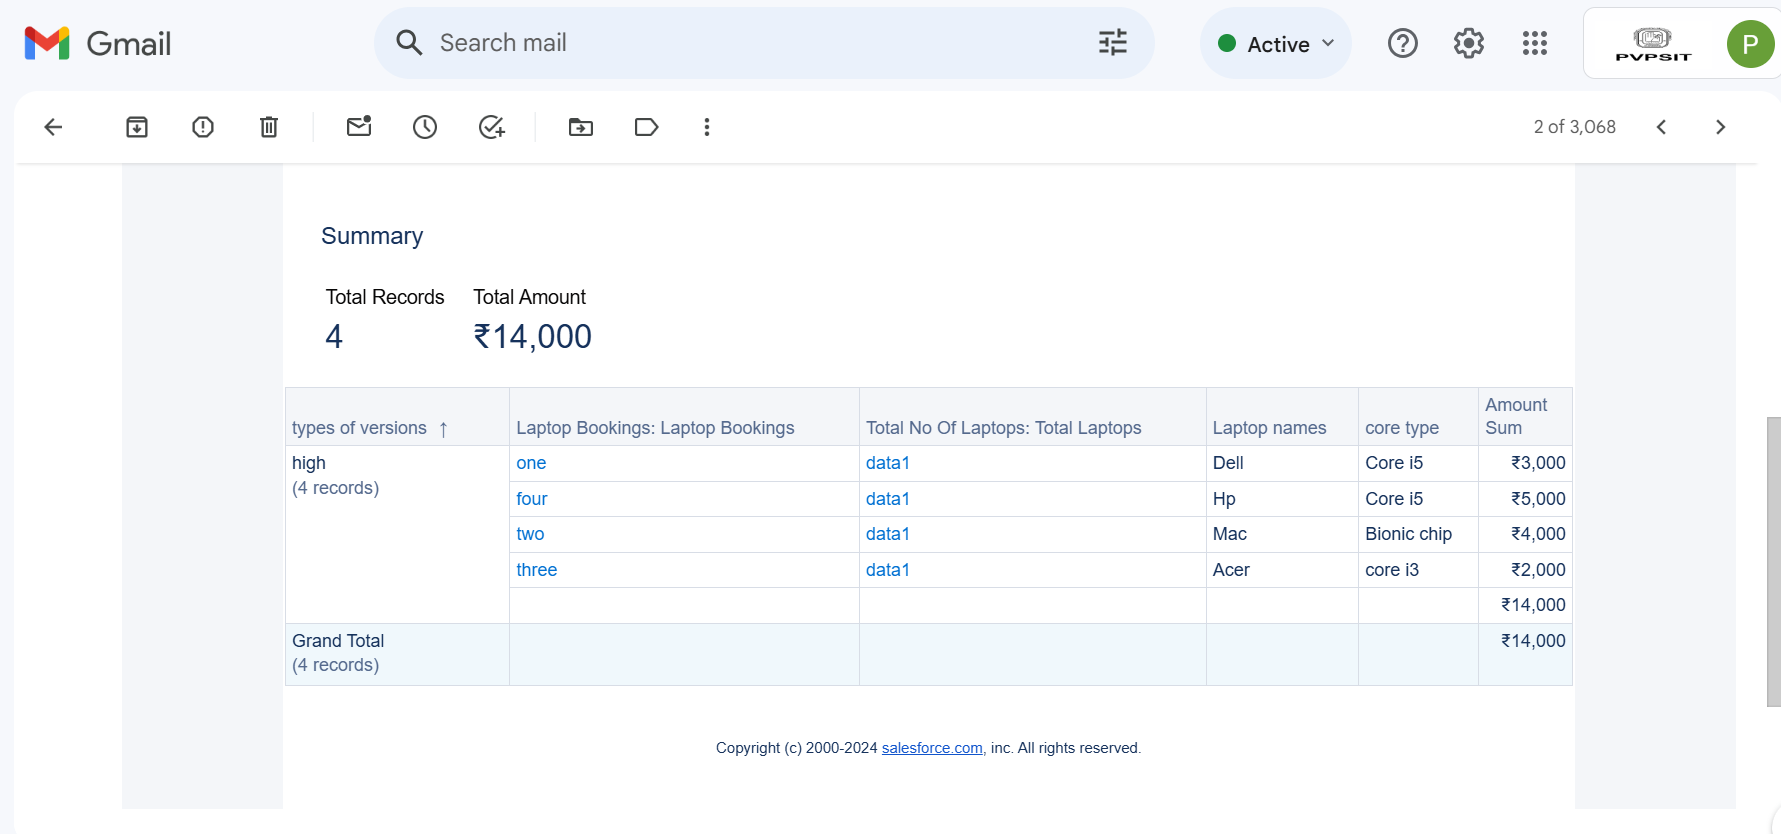 Gmail
Search mail
Active
PVPSIT
P
2 of 3,068
Summary
Total Records Total Amount
4 ₹14,000
types of versions ↑ Laptop Bookings: Laptop Bookings Total No Of Laptops: Total Laptops Laptop names core type Amount Sum
high one data1 Dell Core i5 ₹3,000
(4 records)
four data1 Hp Core i5 ₹5,000
two data1 Mac Bionic chip ₹4,000
three data1 Acer core i3 ₹2,000
₹14,000
Grand Total ₹14,000
(4 records)
Copyright (c) 2000-2024 salesforce.com, inc. All rights reserved.